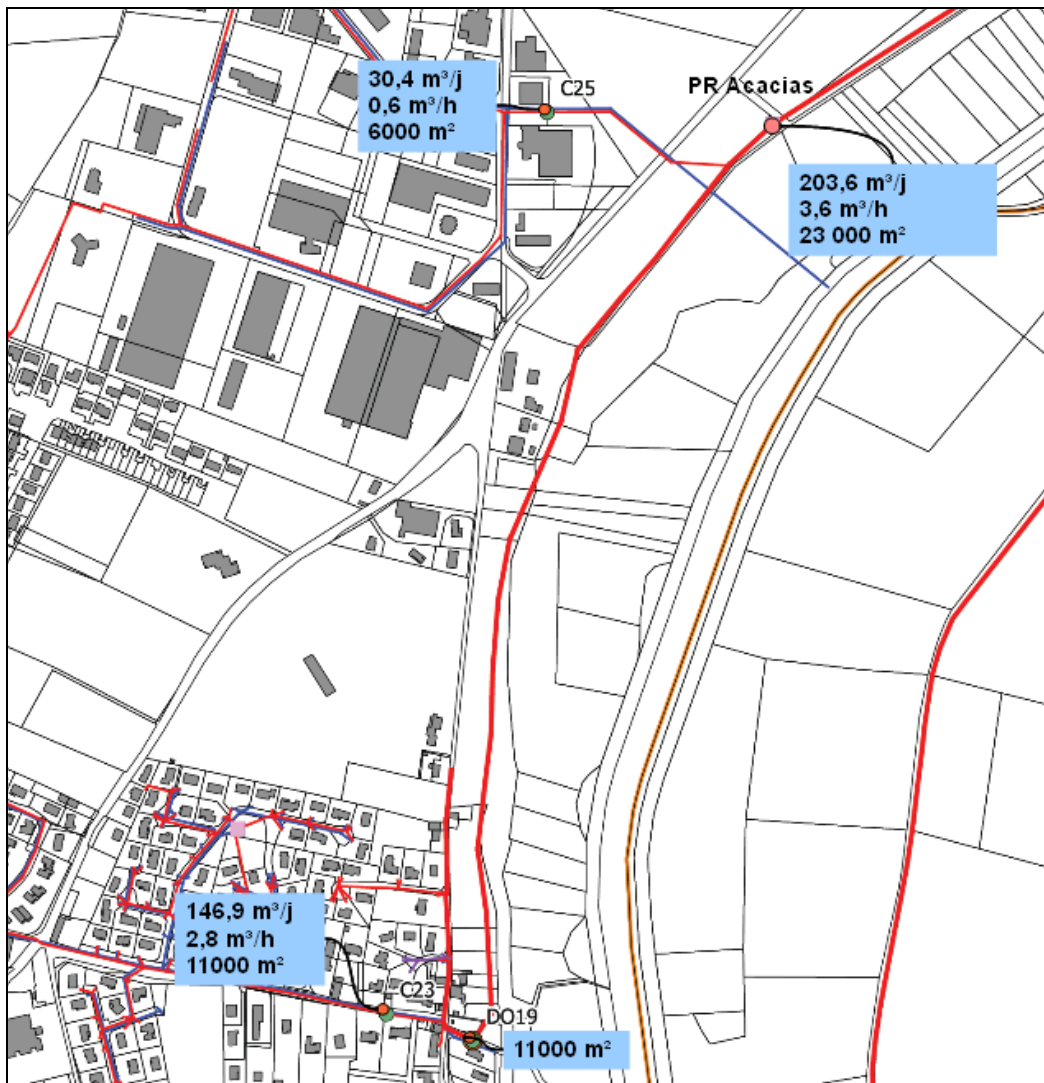 30,4 m³/j
0,6 m³/h
6000 m²
C25
PR Acacias
203,6 m³/j
3,6 m³/h
23 000 m²
146,9 m³/j
2,8 m³/h
11000 m²
C23
DO19
11000 m²